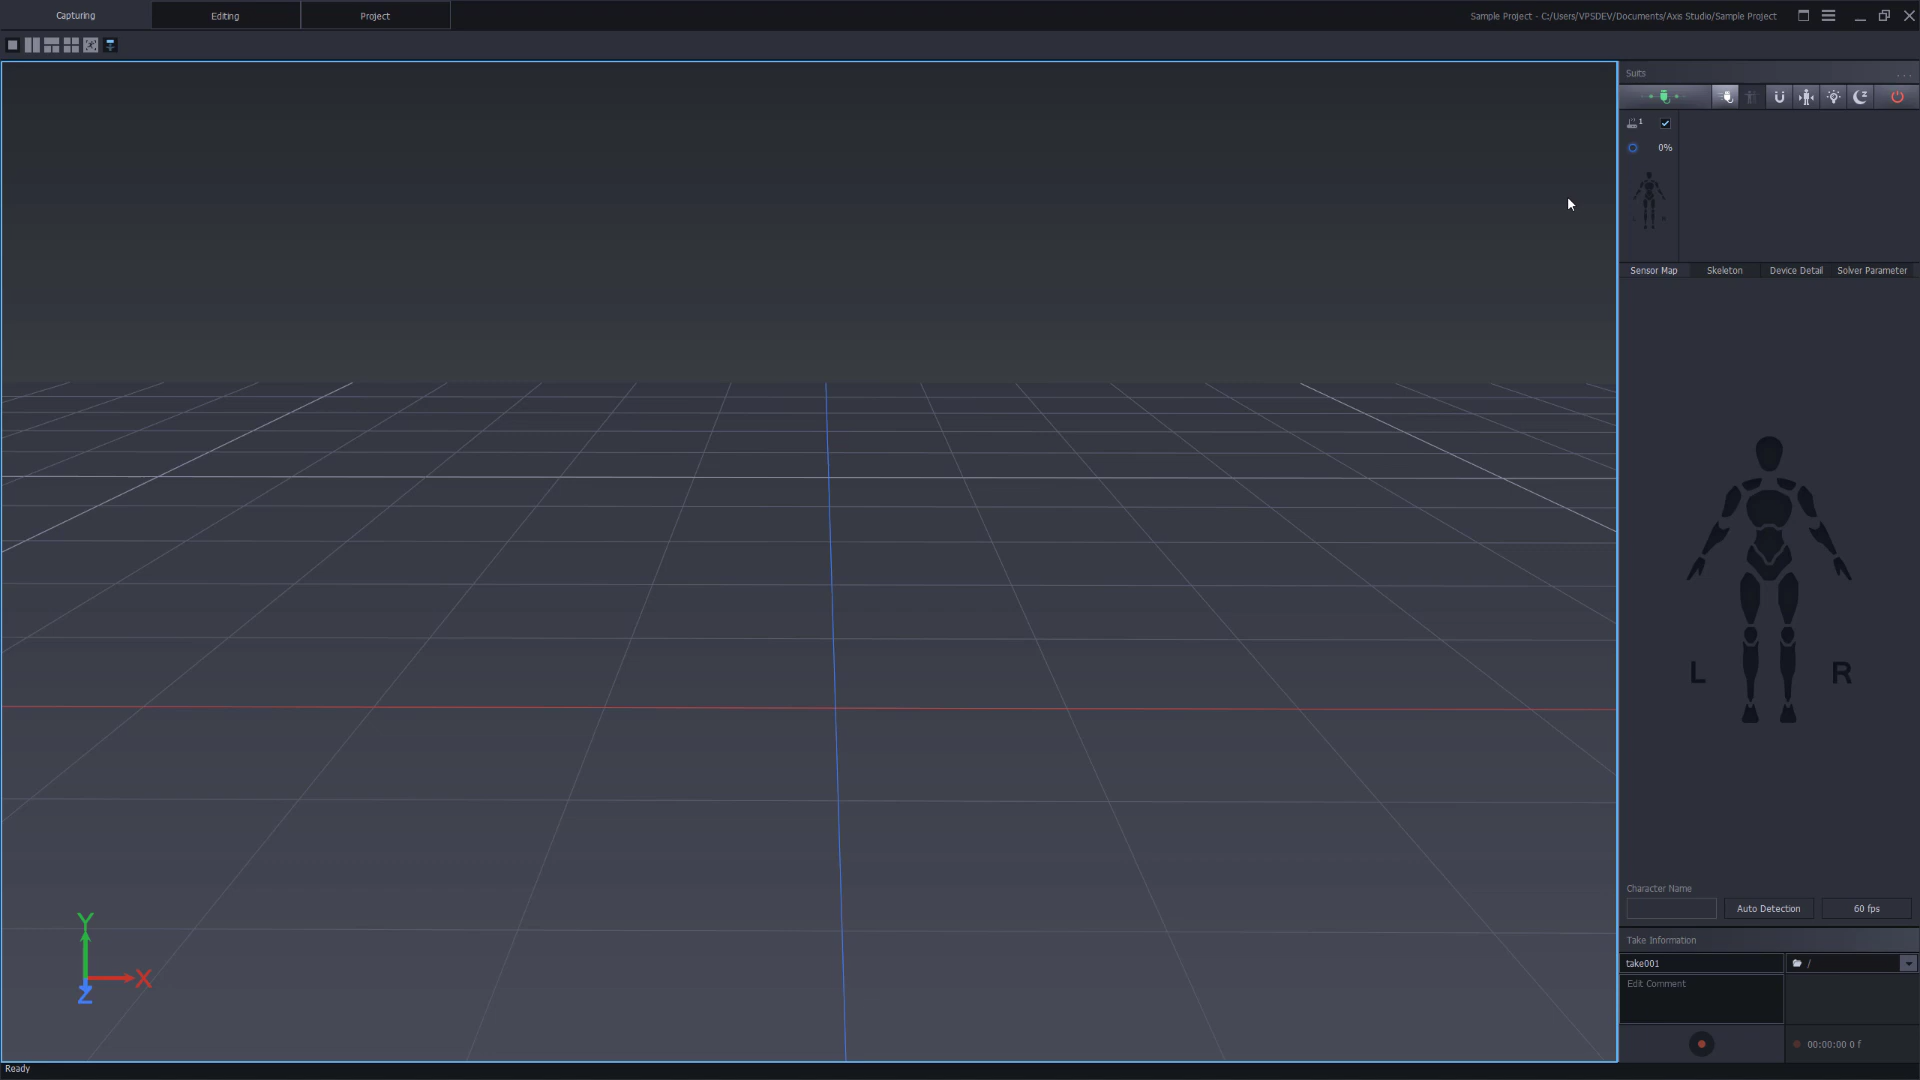 Capturing
Editing
Project
Sample Project - C:/Users/VPSDEV/Documents/Axis Studio/Sample Project
Suits
...
1
0%
Sensor Map
Skeleton
Device Detail
Solver Parameter
L
R
Character Name
Auto Detection
60 fps
Take Information
take001
/
Edit Comment
00:00:00 0 f
Y
X
Z
Ready